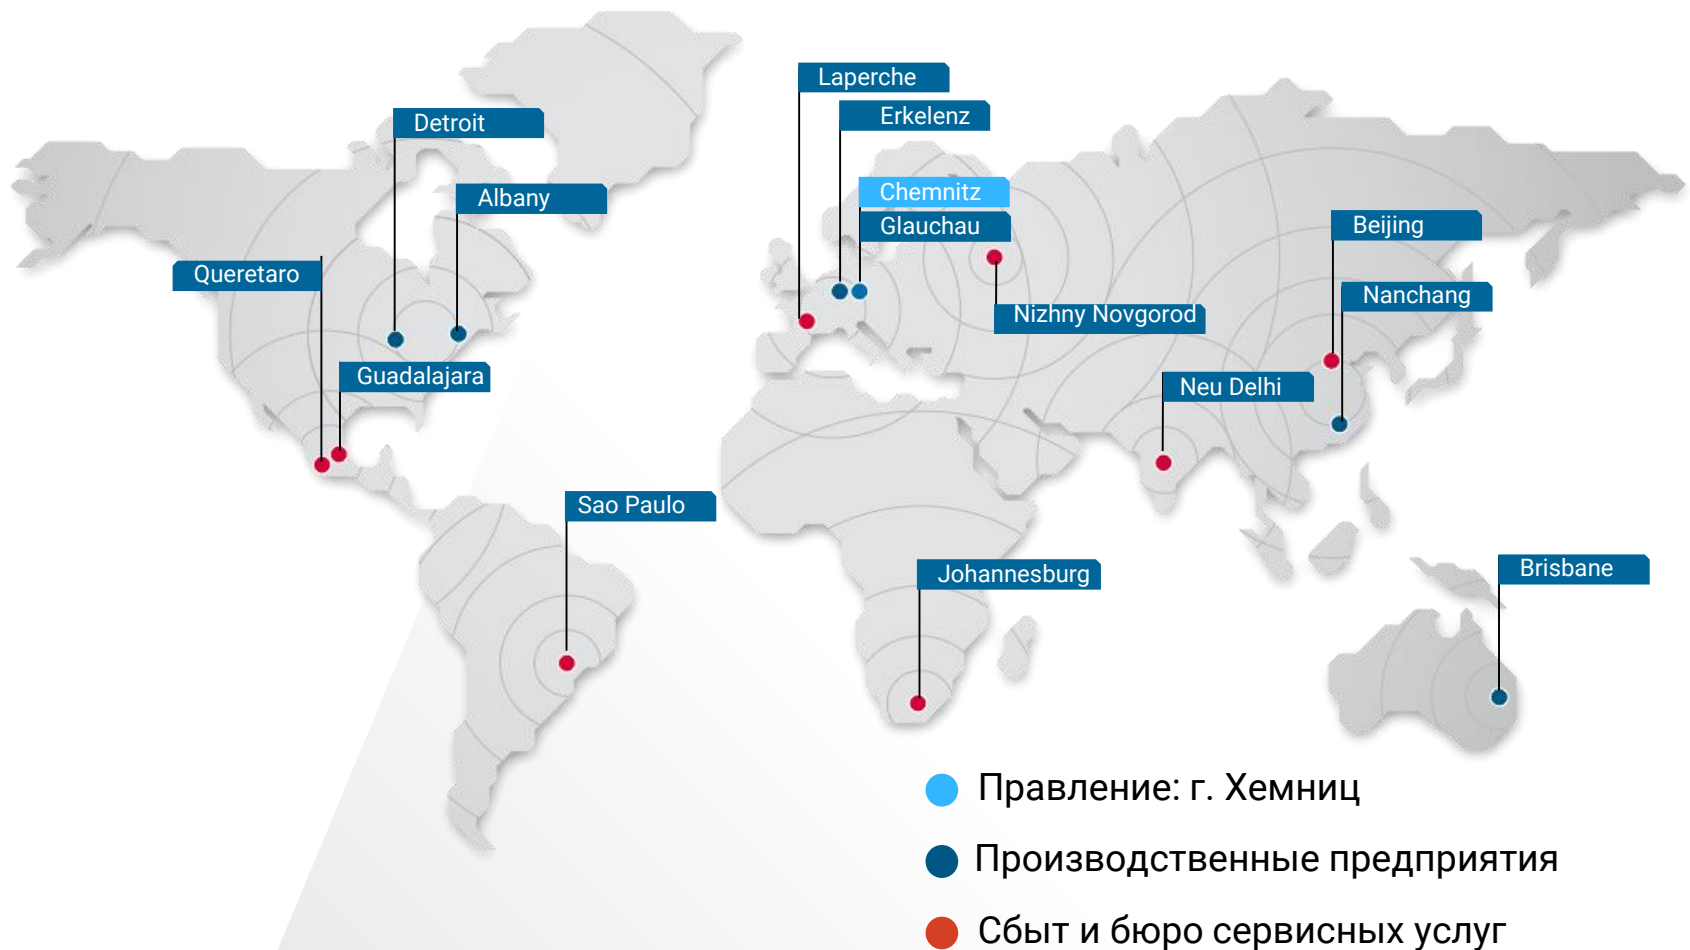 Laperche
Detroit
Erkelenz
Albany
Chemnitz
Glauchau
Beijing
Queretaro
Nanchang
Nizhny Novgorod
Guadalajara
Neu Delhi
Sao Paulo
Johannesburg
Brisbane
Правление: г. Хемниц
Производственные предприятия
Сбыт и бюро сервисных услуг